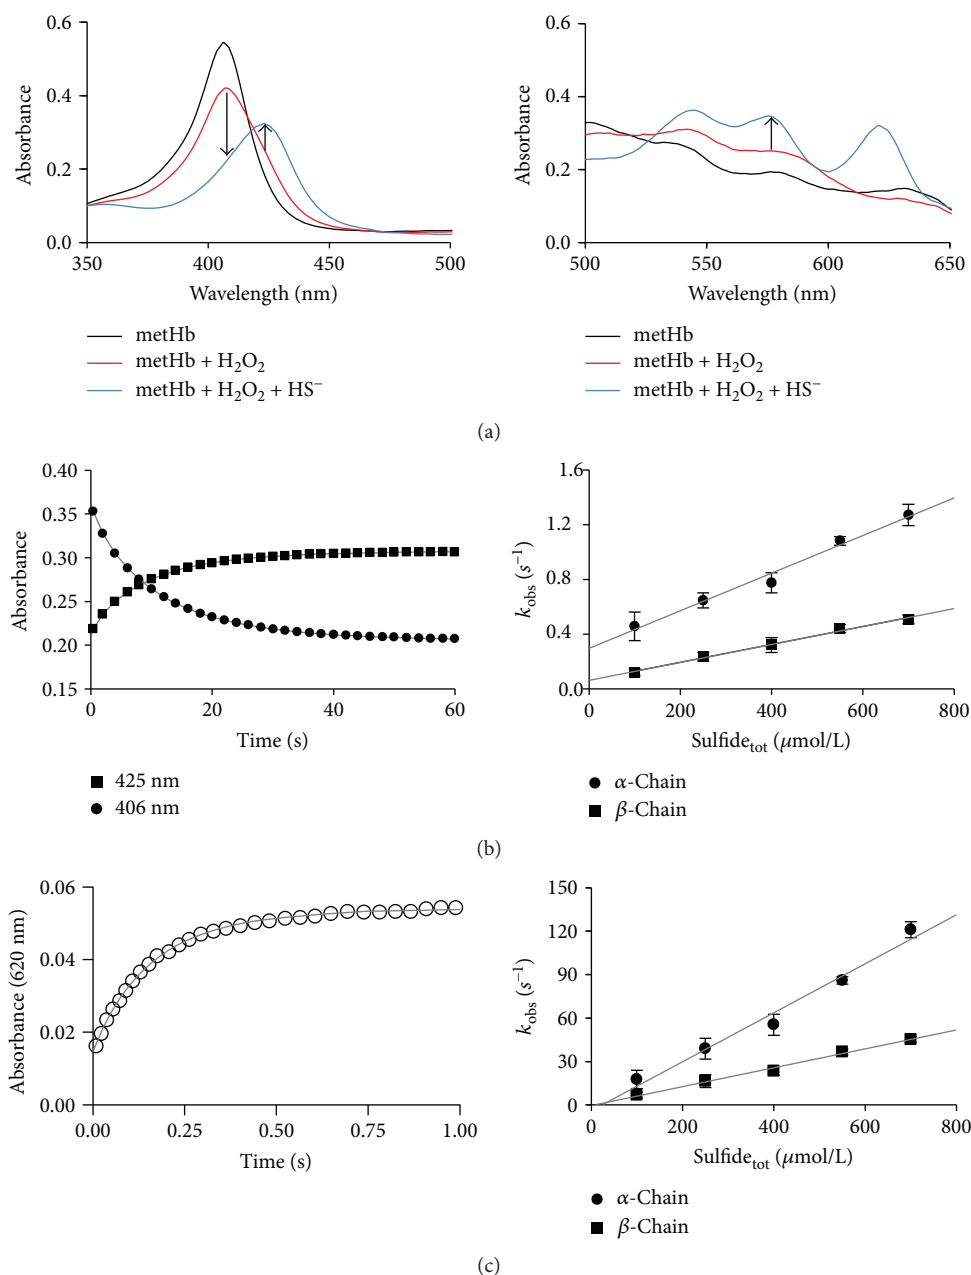 0.6
0.4
0.2
0.0
Absorbance
350
400
450
500
Wavelength (nm)
metHb
metHb + H₂O₂
metHb + H₂O₂ + HS⁻
0.6
0.4
0.2
0.0
Absorbance
500
550
600
650
Wavelength (nm)
metHb
metHb + H₂O₂
metHb + H₂O₂ + HS⁻
(a)
0.40
0.35
0.30
0.25
0.20
0.15
Absorbance
0
20
40
60
Time (s)
425 nm
406 nm
1.6
1.2
0.8
0.4
0.0
k_obs (s⁻¹)
0
200
400
600
800
Sulfide_tot (μmol/L)
α-Chain
β-Chain
(b)
0.06
0.04
0.02
0.00
Absorbance (620 nm)
0.00
0.25
0.50
0.75
1.00
Time (s)
150
120
90
60
30
0
k_obs (s⁻¹)
0
200
400
600
800
Sulfide_tot (μmol/L)
α-Chain
β-Chain
(c)